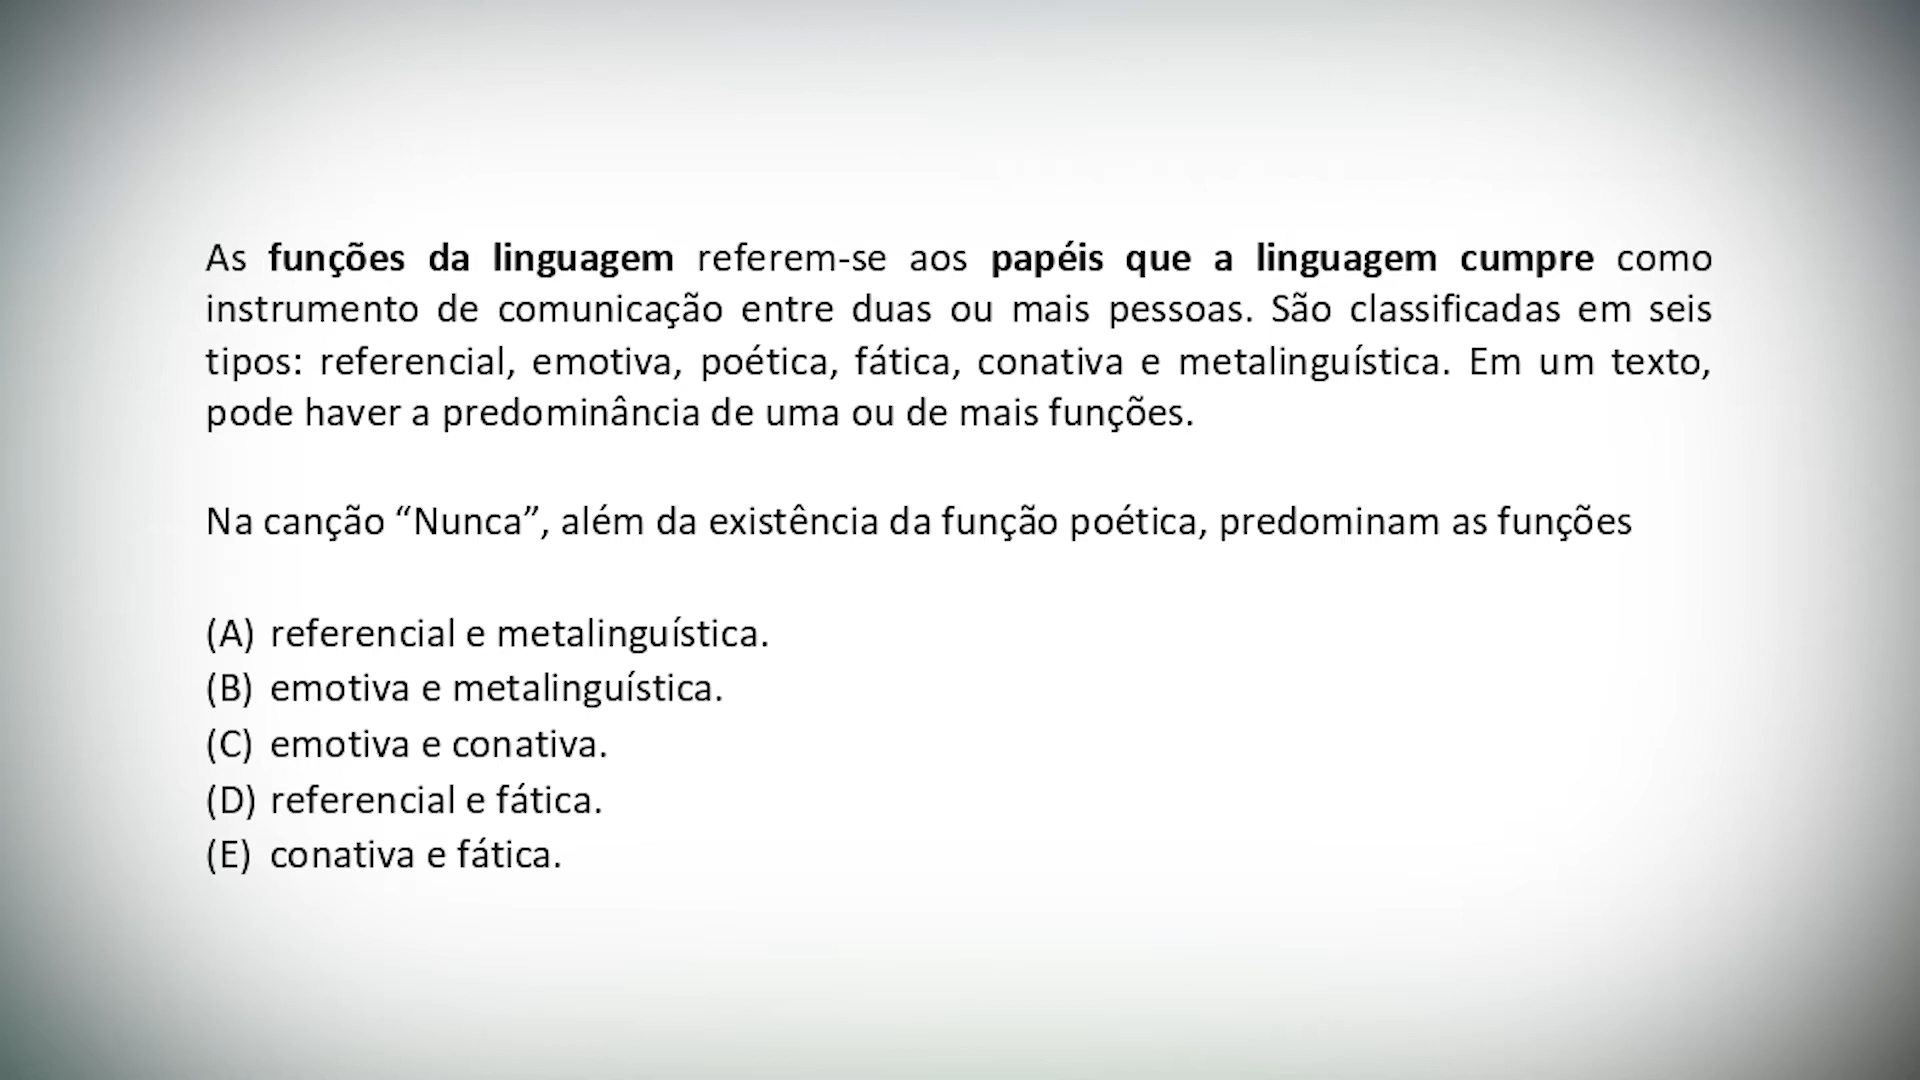 As funções da linguagem referem-se aos papéis que a linguagem cumpre como
instrumento de comunicação entre duas ou mais pessoas. São classificadas em seis
tipos: referencial, emotiva, poética, fática, conativa e metalinguística. Em um texto,
pode haver a predominância de uma ou de mais funções.
Na canção “Nunca”, além da existência da função poética, predominam as funções
(A) referencial e metalinguística.
(B) emotiva e metalinguística.
(C) emotiva e conativa.
(D) referencial e fática.
(E) conativa e fática.